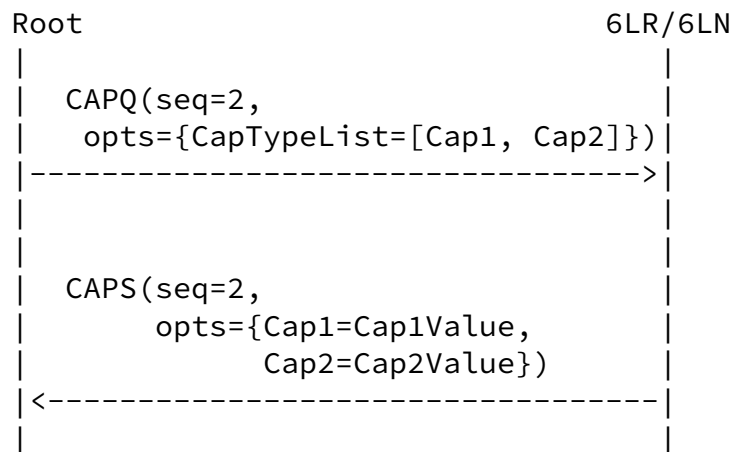 Root 6LR/6LN
CAPQ(seq=2,
opts={CapTypeList=[Cap1, Cap2]})
CAPS(seq=2,
opts={Cap1=Cap1Value,
Cap2=Cap2Value})